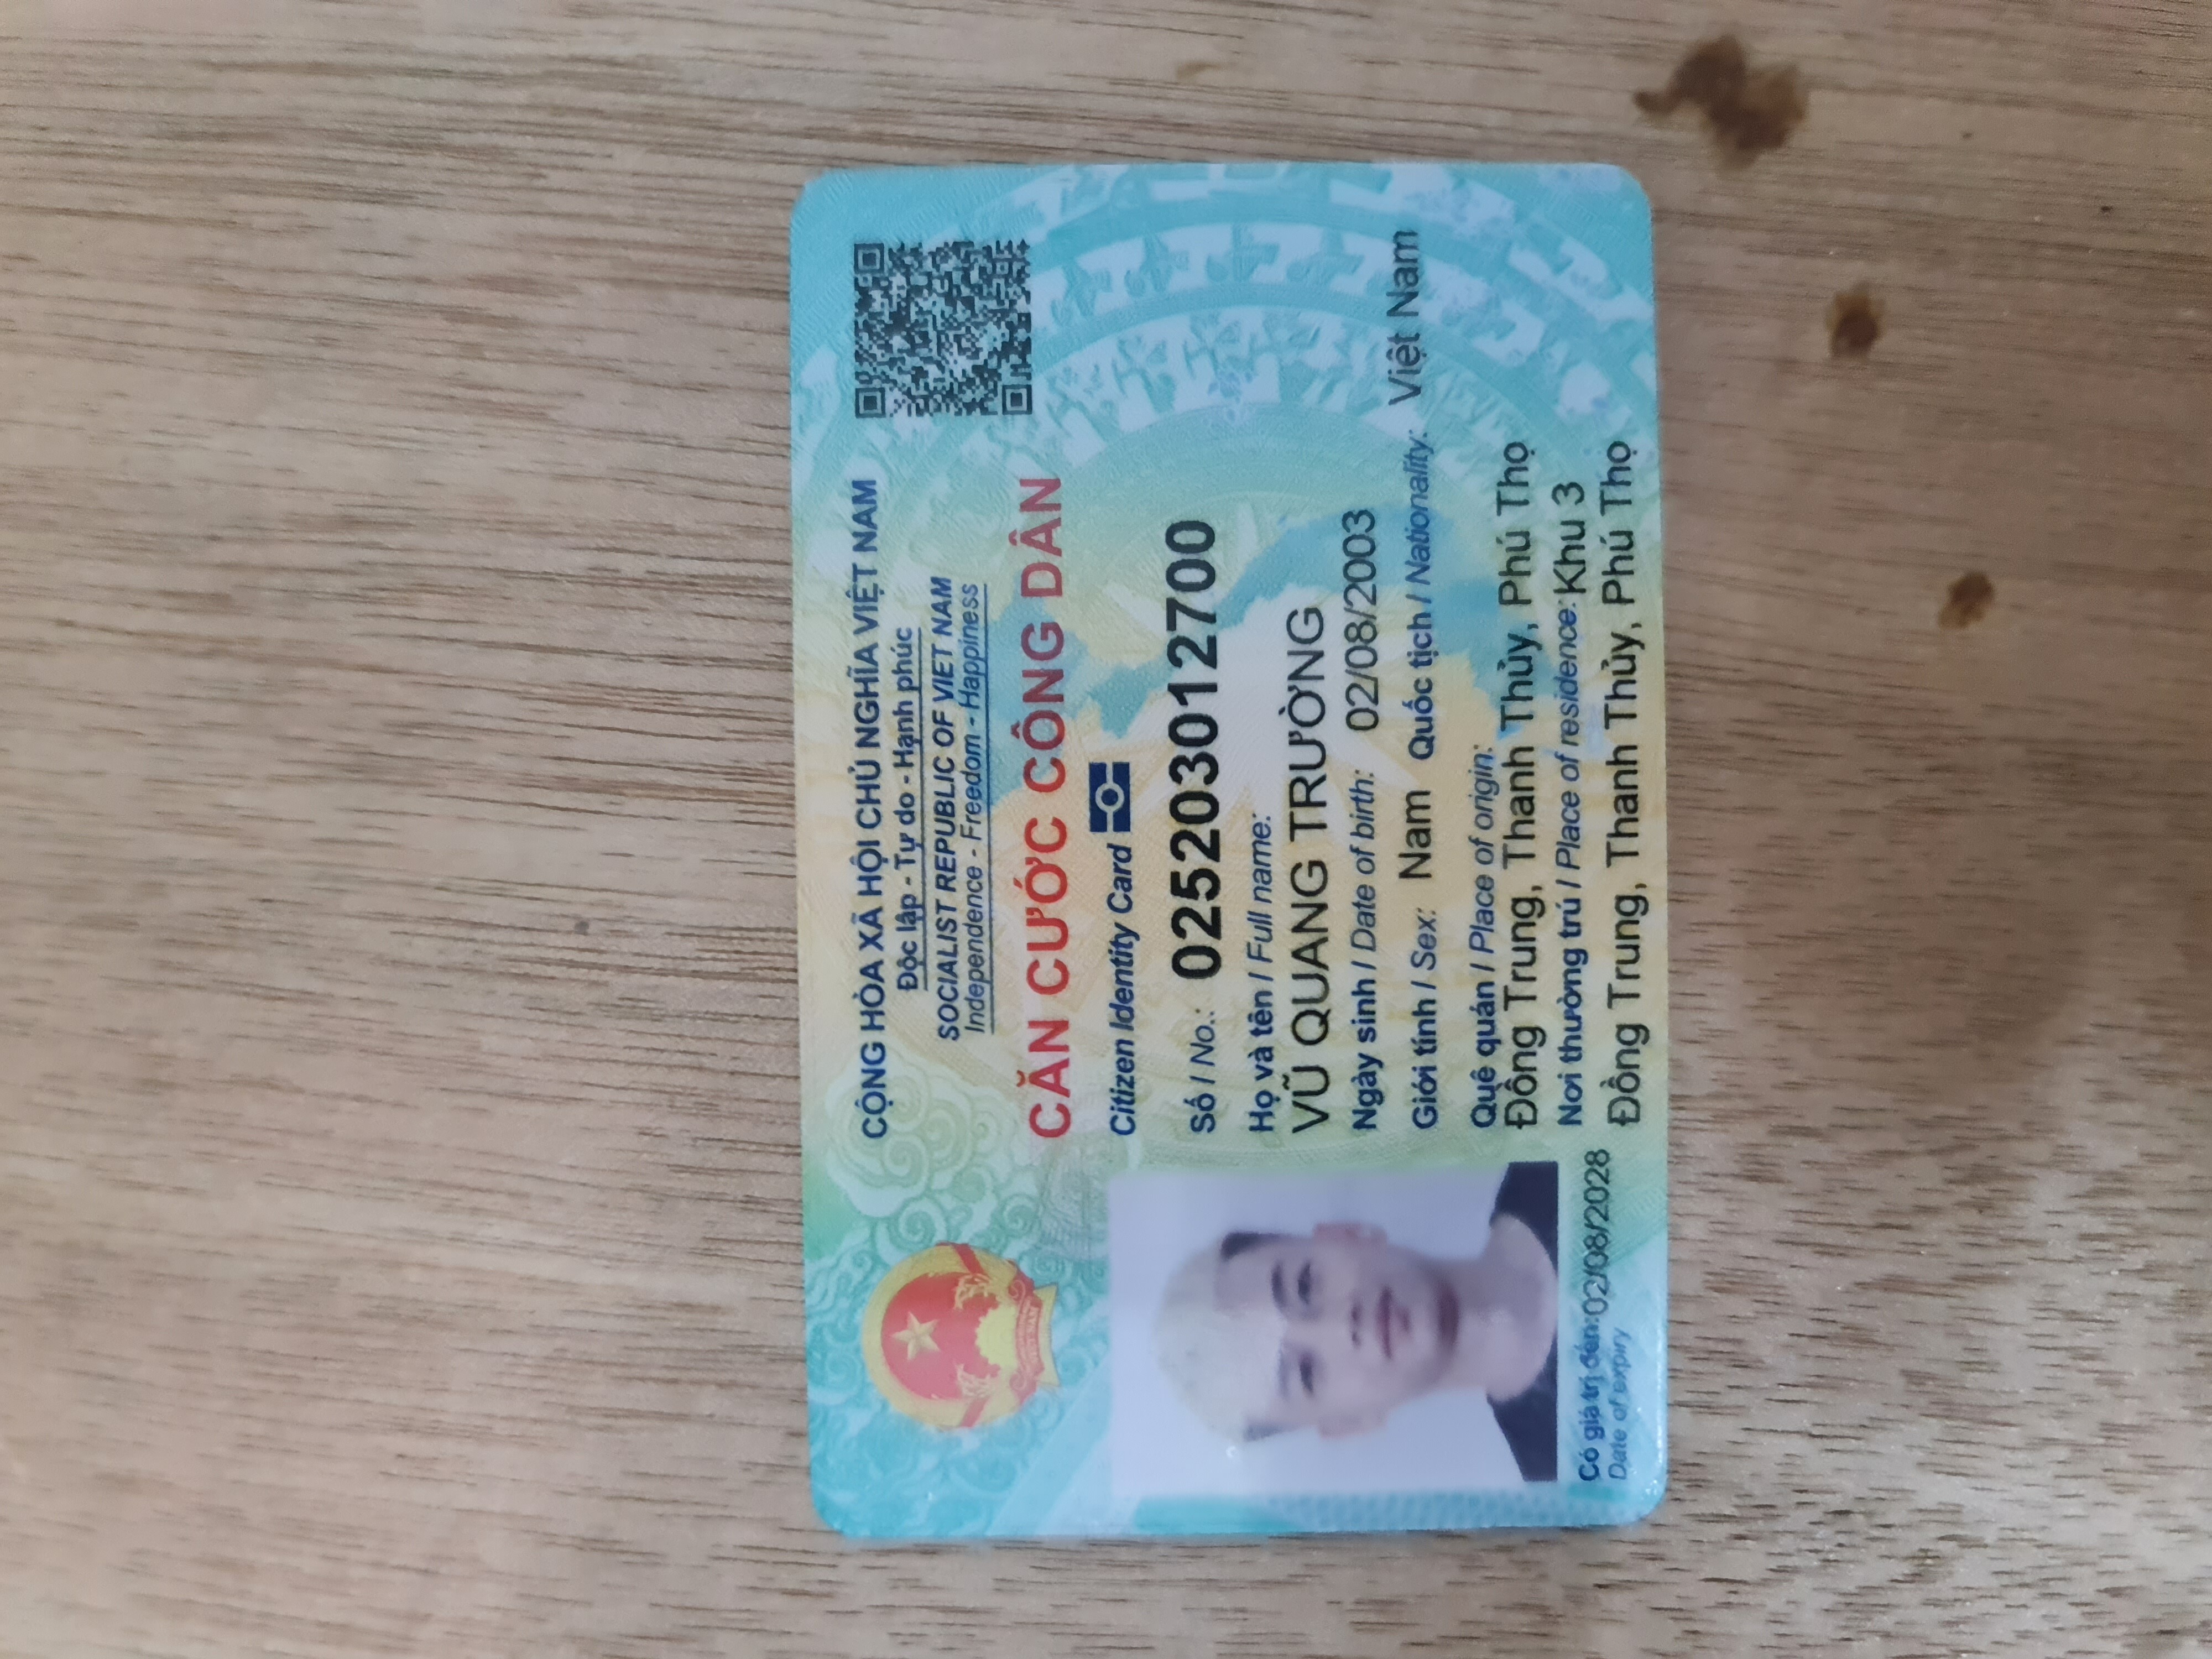 CỘNG HÒA XÃ HỘI CHỦ NGHĨA VIỆT NAM
Độc lập - Tự do - Hạnh phúc
SOCIALIST REPUBLIC OF VIET NAM
Independence - Freedom - Happiness
CĂN CƯỚC CÔNG DÂN
Citizen Identity Card
Số / No.: 025203012700
Họ và tên / Full name:
VŨ QUANG TRƯỜNG
Ngày sinh / Date of birth: 02/08/2003
Giới tính / Sex: Nam Quốc tịch / Nationality: Việt Nam
Quê quán / Place of origin:
Đồng Trung, Thanh Thủy, Phú Thọ
Nơi thường trú / Place of residence: Khu 3
Đồng Trung, Thanh Thủy, Phú Thọ
Có giá trị đến: 02/08/2028
Date of expiry